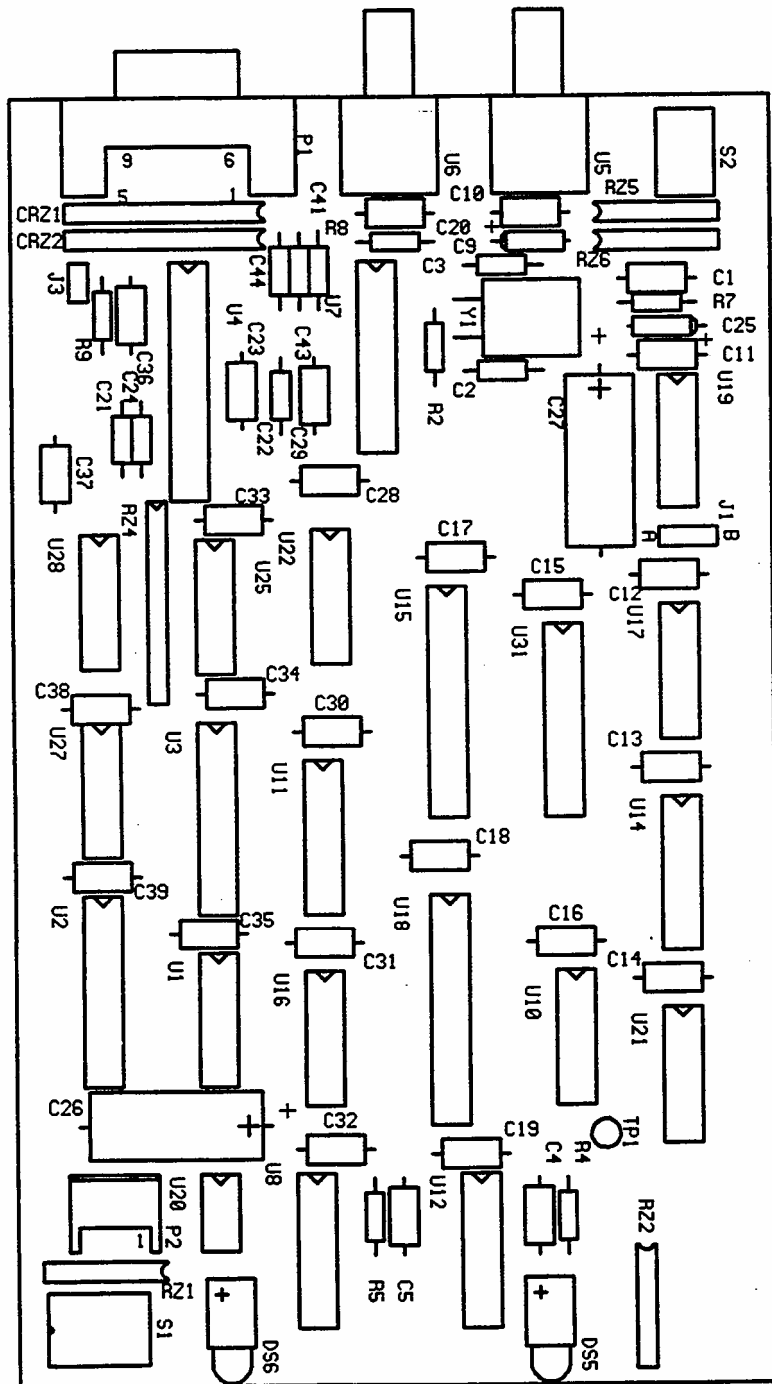 P1
9
6
5
1
U6
U5
S2
CRZ1
CRZ2
C41
R8
C10
C20
+
C9
RZ5
RZ6
J3
R9
C36
C44
U7
U4
C23
C43
C3
Y1
C1
R7
C25
+
C11
U19
C21
C24
C22
C29
R2
C2
+
C27
+
C37
RZ4
C33
C28
J1
A
B
U28
U25
U22
C17
U15
C15
C12
U17
U31
C38
C34
C30
U27
U3
U11
C13
U14
C18
C39
U2
C35
U1
C31
U16
U18
C16
U10
C14
U21
C26
+
+
U8
C32
C19
TP1
U20
P2
1
U12
C4
R4
RZ2
RZ1
R5
C5
S1
+
DS6
+
DS5